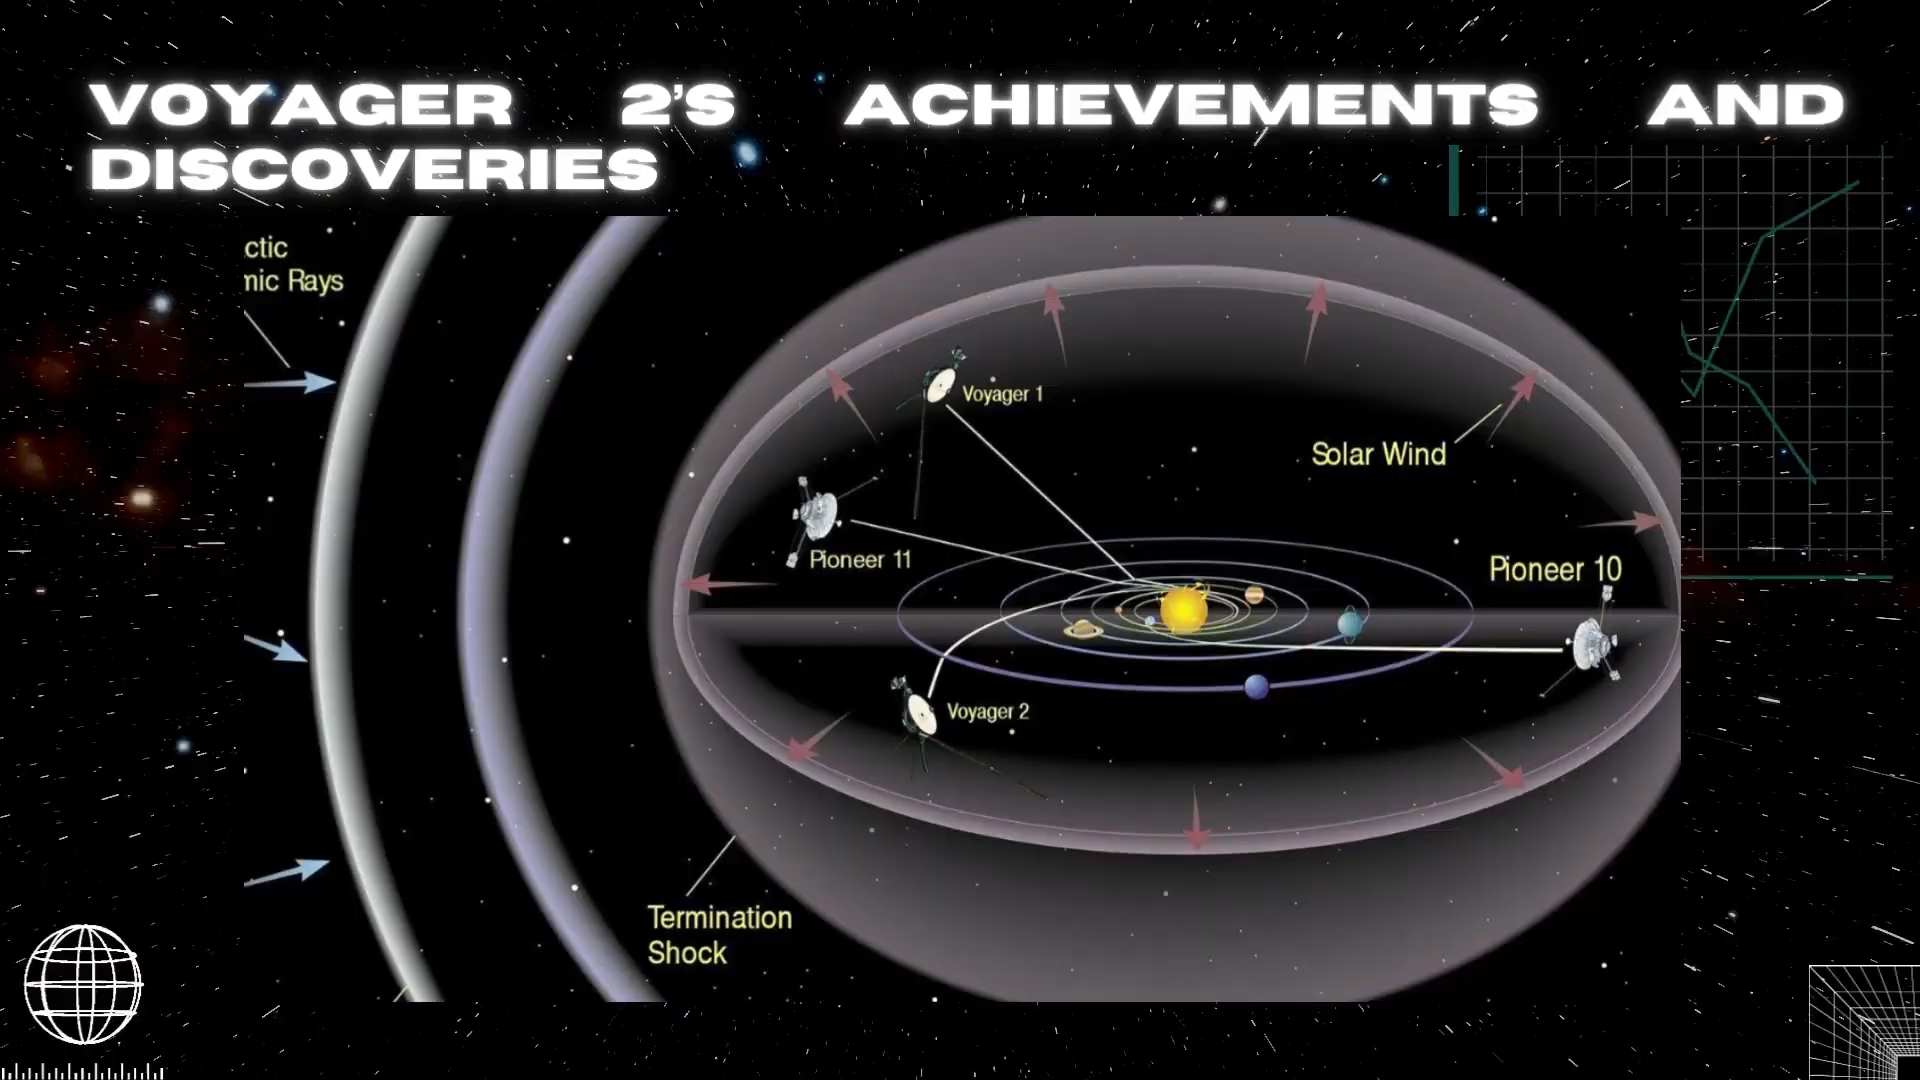 VOYAGER 2'S ACHIEVEMENTS AND
DISCOVERIES
ctic
mic Rays
Voyager 1
Solar Wind
Pioneer 11
Pioneer 10
Voyager 2
Termination
Shock